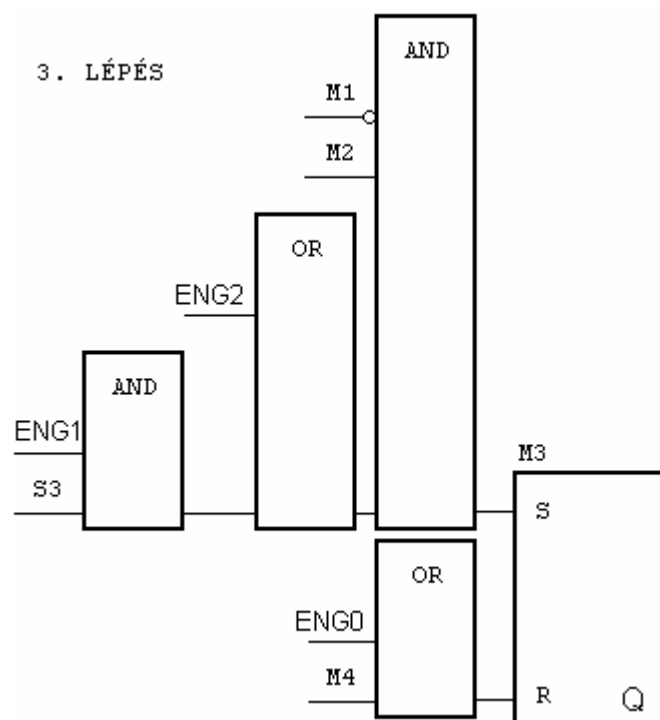 AND
3. LÉPÉS
M1
M2
OR
ENG2
AND
ENG1
M3
S3
S
OR
ENG0
M4
R Q